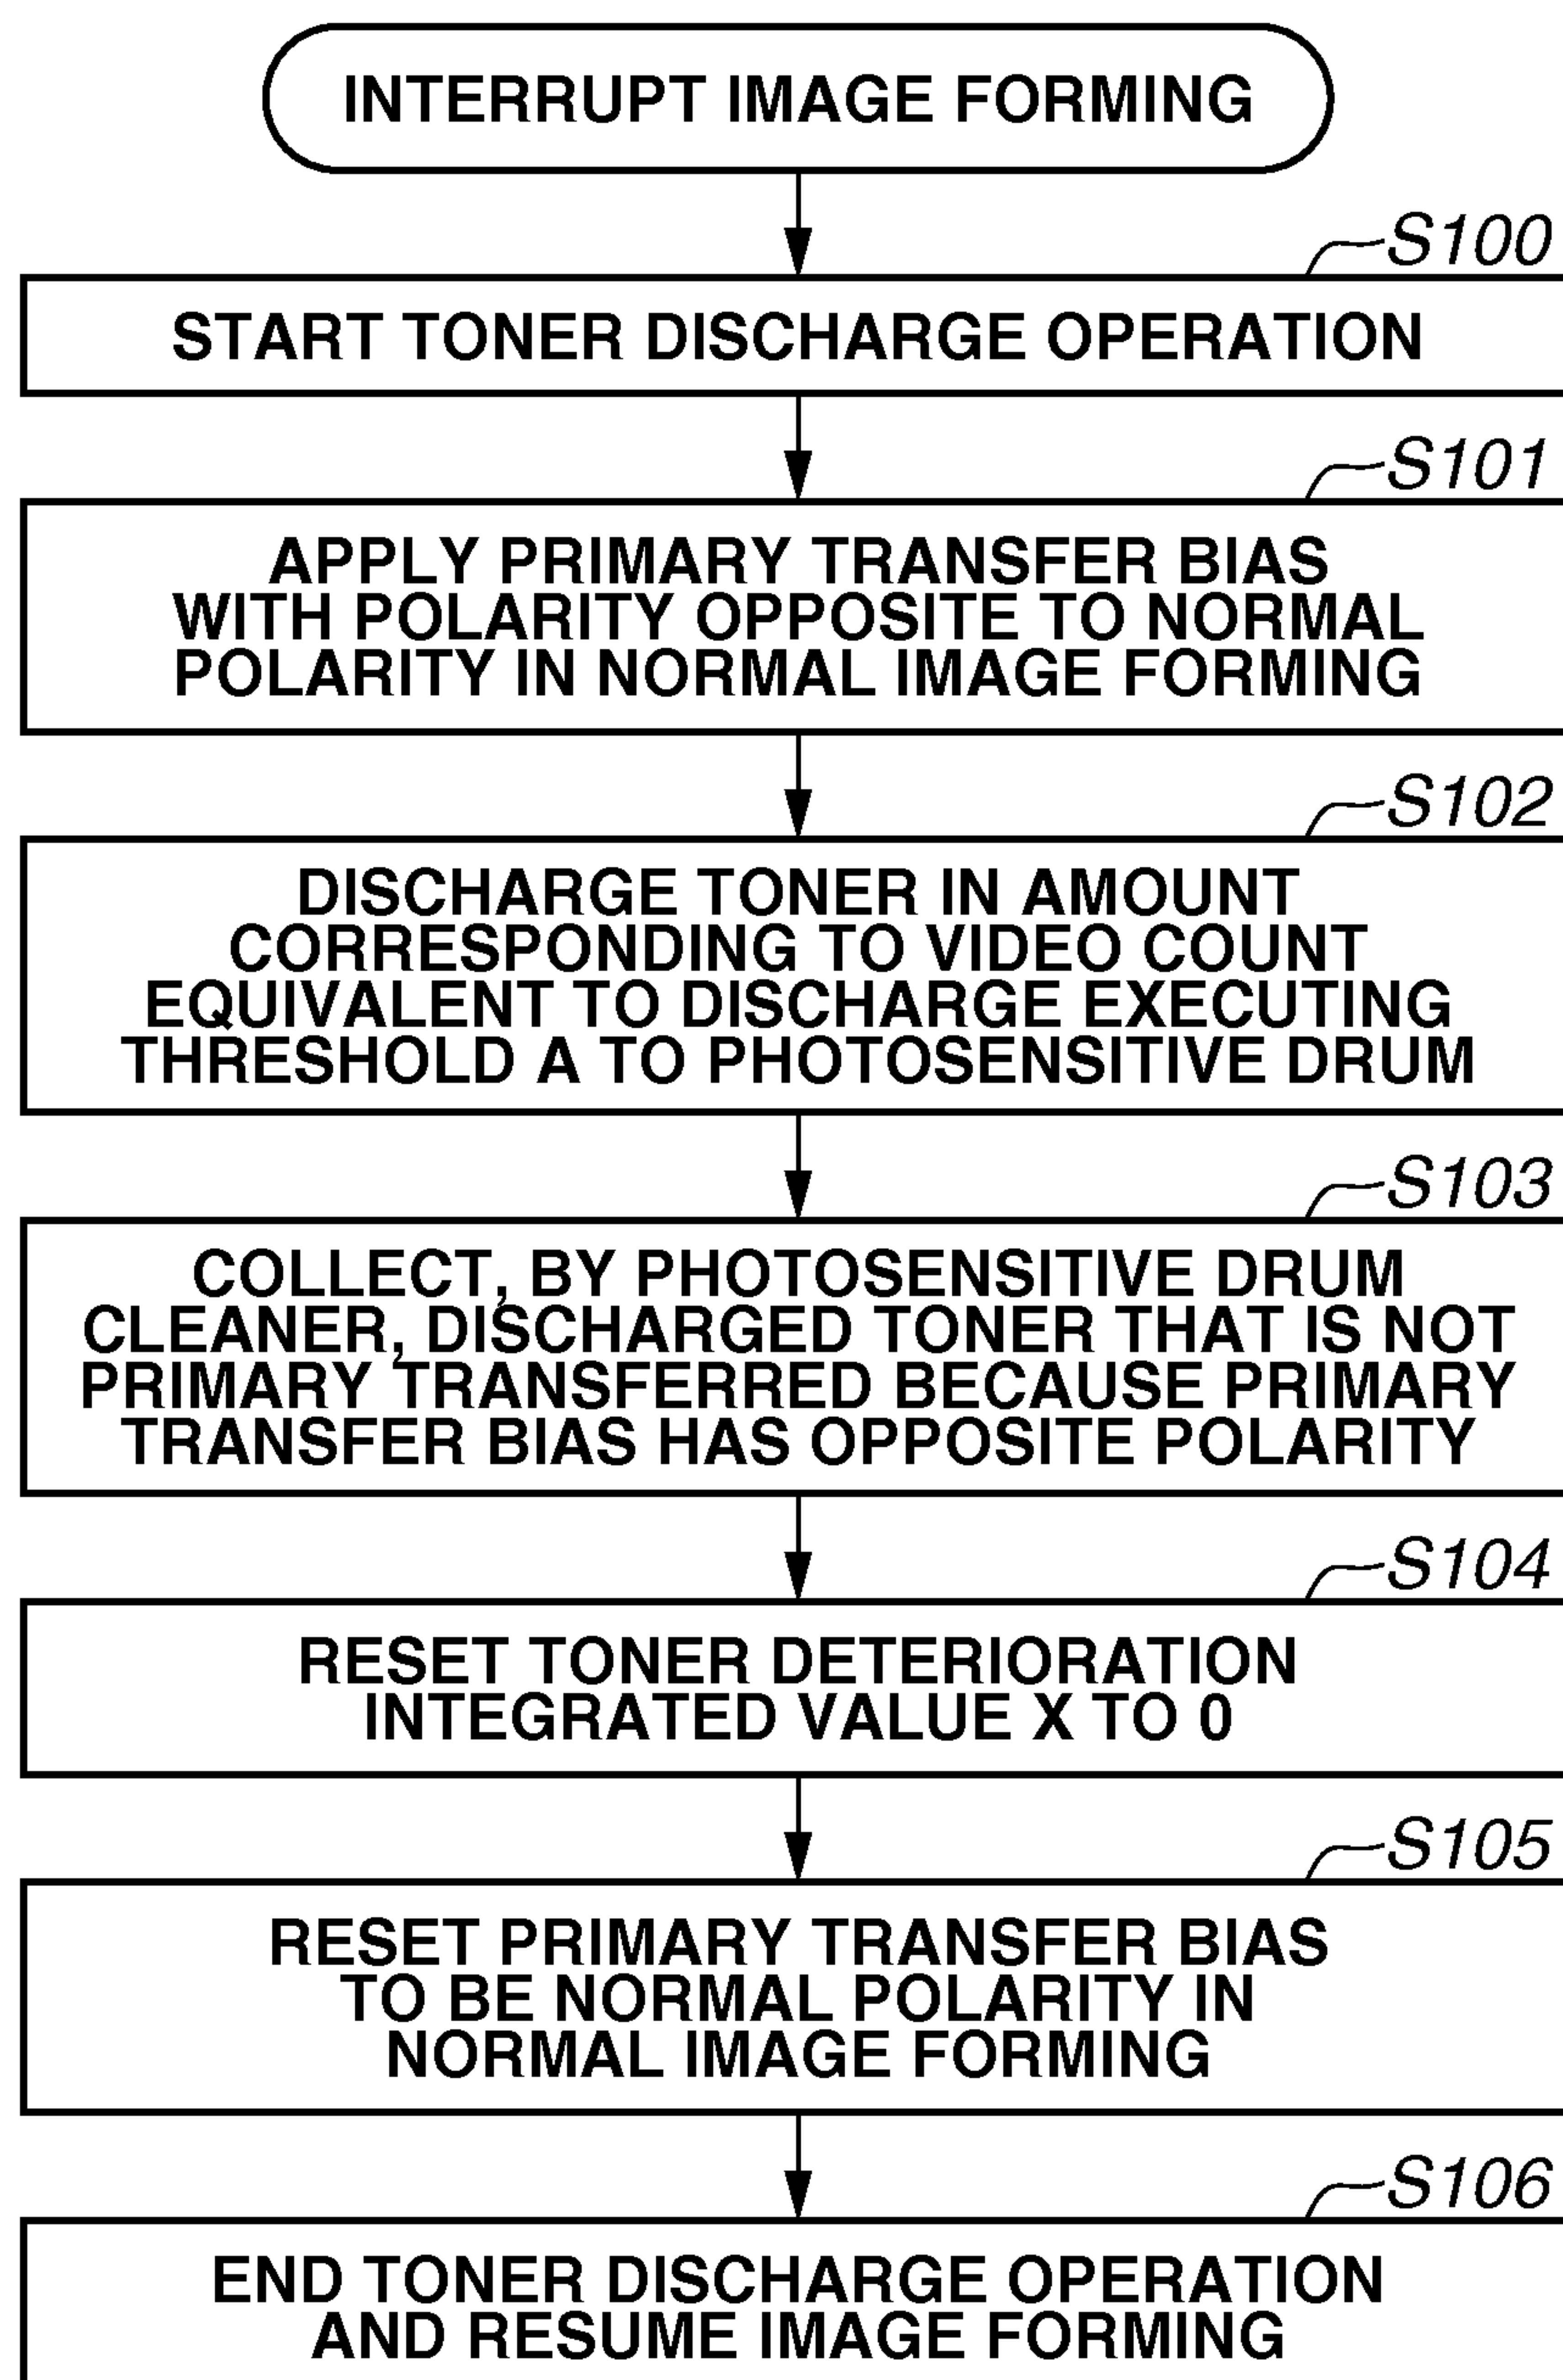 INTERRUPT IMAGE FORMING
S100
START TONER DISCHARGE OPERATION
S101
APPLY PRIMARY TRANSFER BIAS
WITH POLARITY OPPOSITE TO NORMAL
POLARITY IN NORMAL IMAGE FORMING
S102
DISCHARGE TONER IN AMOUNT
CORRESPONDING TO VIDEO COUNT
EQUIVALENT TO DISCHARGE EXECUTING
THRESHOLD A TO PHOTOSENSITIVE DRUM
S103
COLLECT, BY PHOTOSENSITIVE DRUM
CLEANER, DISCHARGED TONER THAT IS NOT
PRIMARY TRANSFERRED BECAUSE PRIMARY
TRANSFER BIAS HAS OPPOSITE POLARITY
S104
RESET TONER DETERIORATION
INTEGRATED VALUE X TO 0
S105
RESET PRIMARY TRANSFER BIAS
TO BE NORMAL POLARITY IN
NORMAL IMAGE FORMING
S106
END TONER DISCHARGE OPERATION
AND RESUME IMAGE FORMING